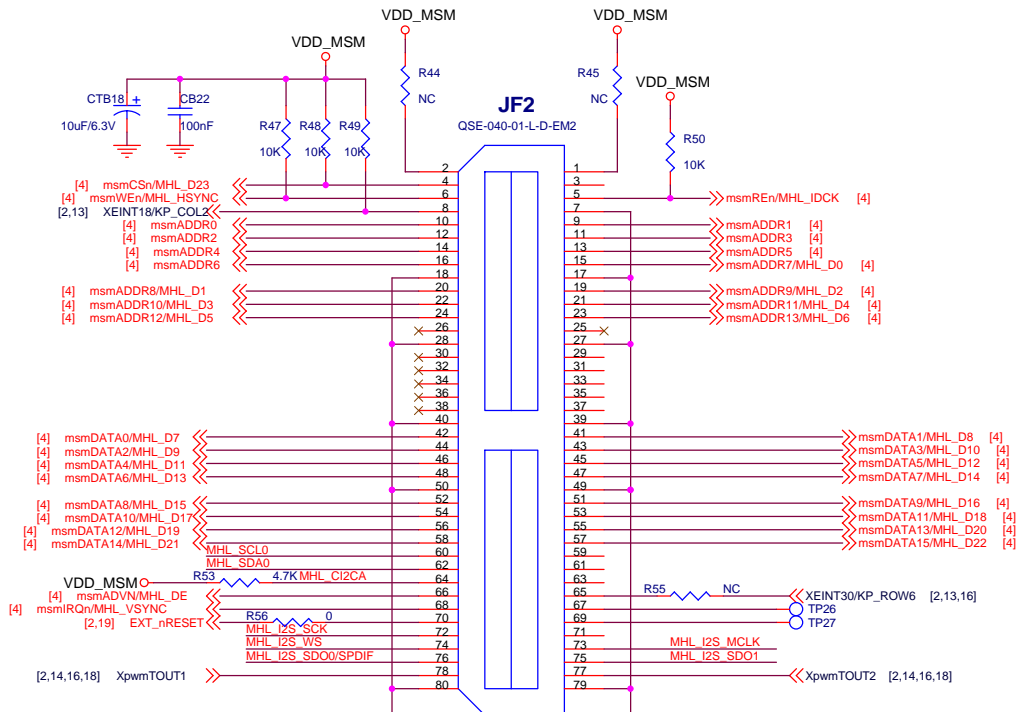 VDD_MSM
VDD_MSM
VDD_MSM
VDD_MSM
R44
NC
R45
NC
CTB18
+
10uF/6.3V
CB22
100nF
R47
10K
R48
10K
R49
10K
R50
10K
JF2
QSE-040-01-L-D-EM2
2 1
[4] msmCSn/MHL_D23 4 3
[4] msmWEn/MHL_HSYNC 6 5 msmREn/MHL_IDCK [4]
[2,13] XEINT18/KP_COL2 8 7
[4] msmADDR0 10 9 msmADDR1 [4]
[4] msmADDR2 12 11 msmADDR3 [4]
[4] msmADDR4 14 13 msmADDR5 [4]
[4] msmADDR6 16 15 msmADDR7/MHL_D0 [4]
18 17
[4] msmADDR8/MHL_D1 20 19 msmADDR9/MHL_D2 [4]
[4] msmADDR10/MHL_D3 22 21 msmADDR11/MHL_D4 [4]
[4] msmADDR12/MHL_D5 24 23 msmADDR13/MHL_D6 [4]
26 25
28 27
30 29
32 31
34 33
36 35
38 37
40 39
[4] msmDATA0/MHL_D7 42 41 msmDATA1/MHL_D8 [4]
[4] msmDATA2/MHL_D9 44 43 msmDATA3/MHL_D10 [4]
[4] msmDATA4/MHL_D11 46 45 msmDATA5/MHL_D12 [4]
[4] msmDATA6/MHL_D13 48 47 msmDATA7/MHL_D14 [4]
50 49
[4] msmDATA8/MHL_D15 52 51 msmDATA9/MHL_D16 [4]
[4] msmDATA10/MHL_D17 54 53 msmDATA11/MHL_D18 [4]
[4] msmDATA12/MHL_D19 56 55 msmDATA13/MHL_D20 [4]
[4] msmDATA14/MHL_D21 58 57 msmDATA15/MHL_D22 [4]
MHL_SCL0 60 59
MHL_SDA0 62 61
VDD_MSM R53 4.7K MHL_CI2CA 64 63
[4] msmADVN/MHL_DE 66 65 R55 NC XEINT30/KP_ROW6 [2,13,16]
[4] msmIRQn/MHL_VSYNC 68 67 TP26
[2,19] EXT_nRESET R56 0 70 69 TP27
MHL_I2S_SCK 72 71
MHL_I2S_WS 74 73 MHL_I2S_MCLK
MHL_I2S_SDO0/SPDIF 76 75 MHL_I2S_SDO1
[2,14,16,18] XpwmTOUT1 78 77 XpwmTOUT2 [2,14,16,18]
80 79